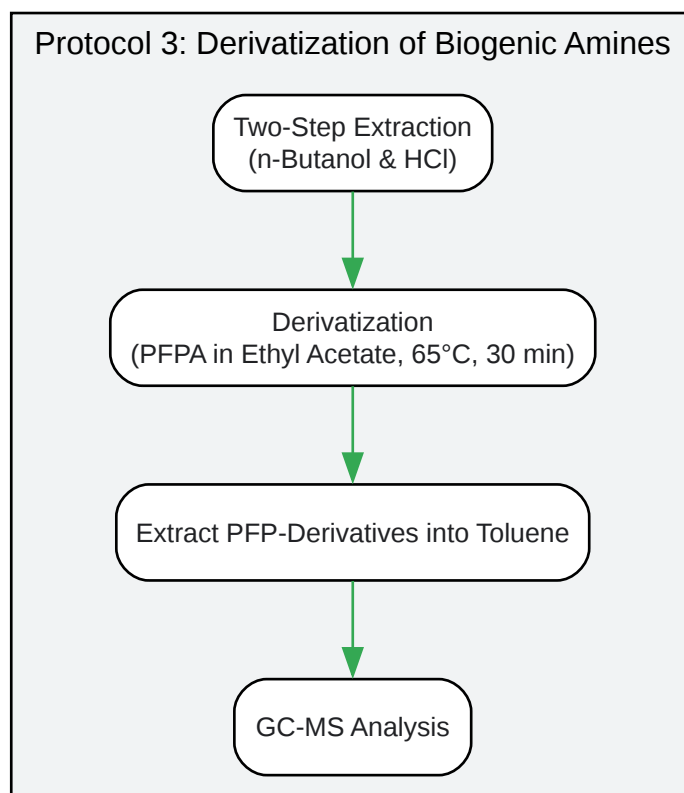 Protocol 3: Derivatization of Biogenic Amines
Two-Step Extraction
(n-Butanol & HCl)
Derivatization
(PFPA in Ethyl Acetate, 65°C, 30 min)
Extract PFP-Derivatives into Toluene
GC-MS Analysis